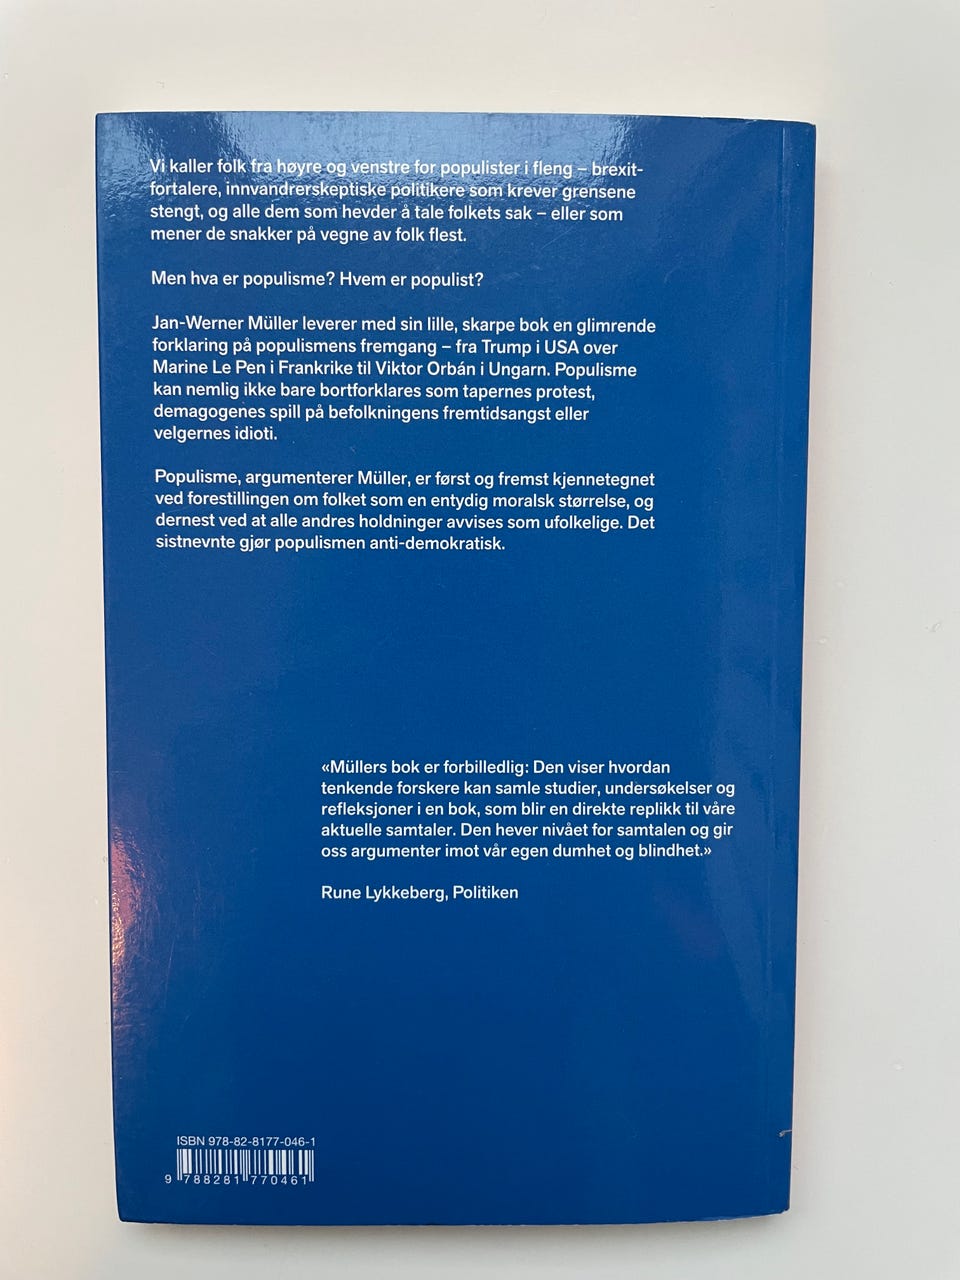 Vi kaller folk fra høyre og venstre for populister i fleng – brexit-
fortalere, innvandrerskeptiske politikere som krever grensene
stengt, og alle dem som hevder å tale folkets sak – eller som
mener de snakker på vegne av folk flest.
Men hva er populisme? Hvem er populist?
Jan-Werner Müller leverer med sin lille, skarpe bok en glimrende
forklaring på populismens fremgang – fra Trump i USA over
Marine Le Pen i Frankrike til Viktor Orbán i Ungarn. Populisme
kan nemlig ikke bare bortforklares som tapernes protest,
demagogenes spill på befolkningens fremtidsangst eller
velgernes idioti.
Populisme, argumenterer Müller, er først og fremst kjennetegnet
ved forestillingen om folket som en entydig moralsk størrelse, og
dernest ved at alle andres holdninger avvises som ufolkelige. Det
sistnevnte gjør populismen anti-demokratisk.
«Müllers bok er forbilledlig: Den viser hvordan
tenkende forskere kan samle studier, undersøkelser og
refleksjoner i en bok, som blir en direkte replikk til våre
aktuelle samtaler. Den hever nivået for samtalen og gir
oss argumenter imot vår egen dumhet og blindhet.»
Rune Lykkeberg, Politiken
ISBN 978-82-8177-046-1
9 788281 770461